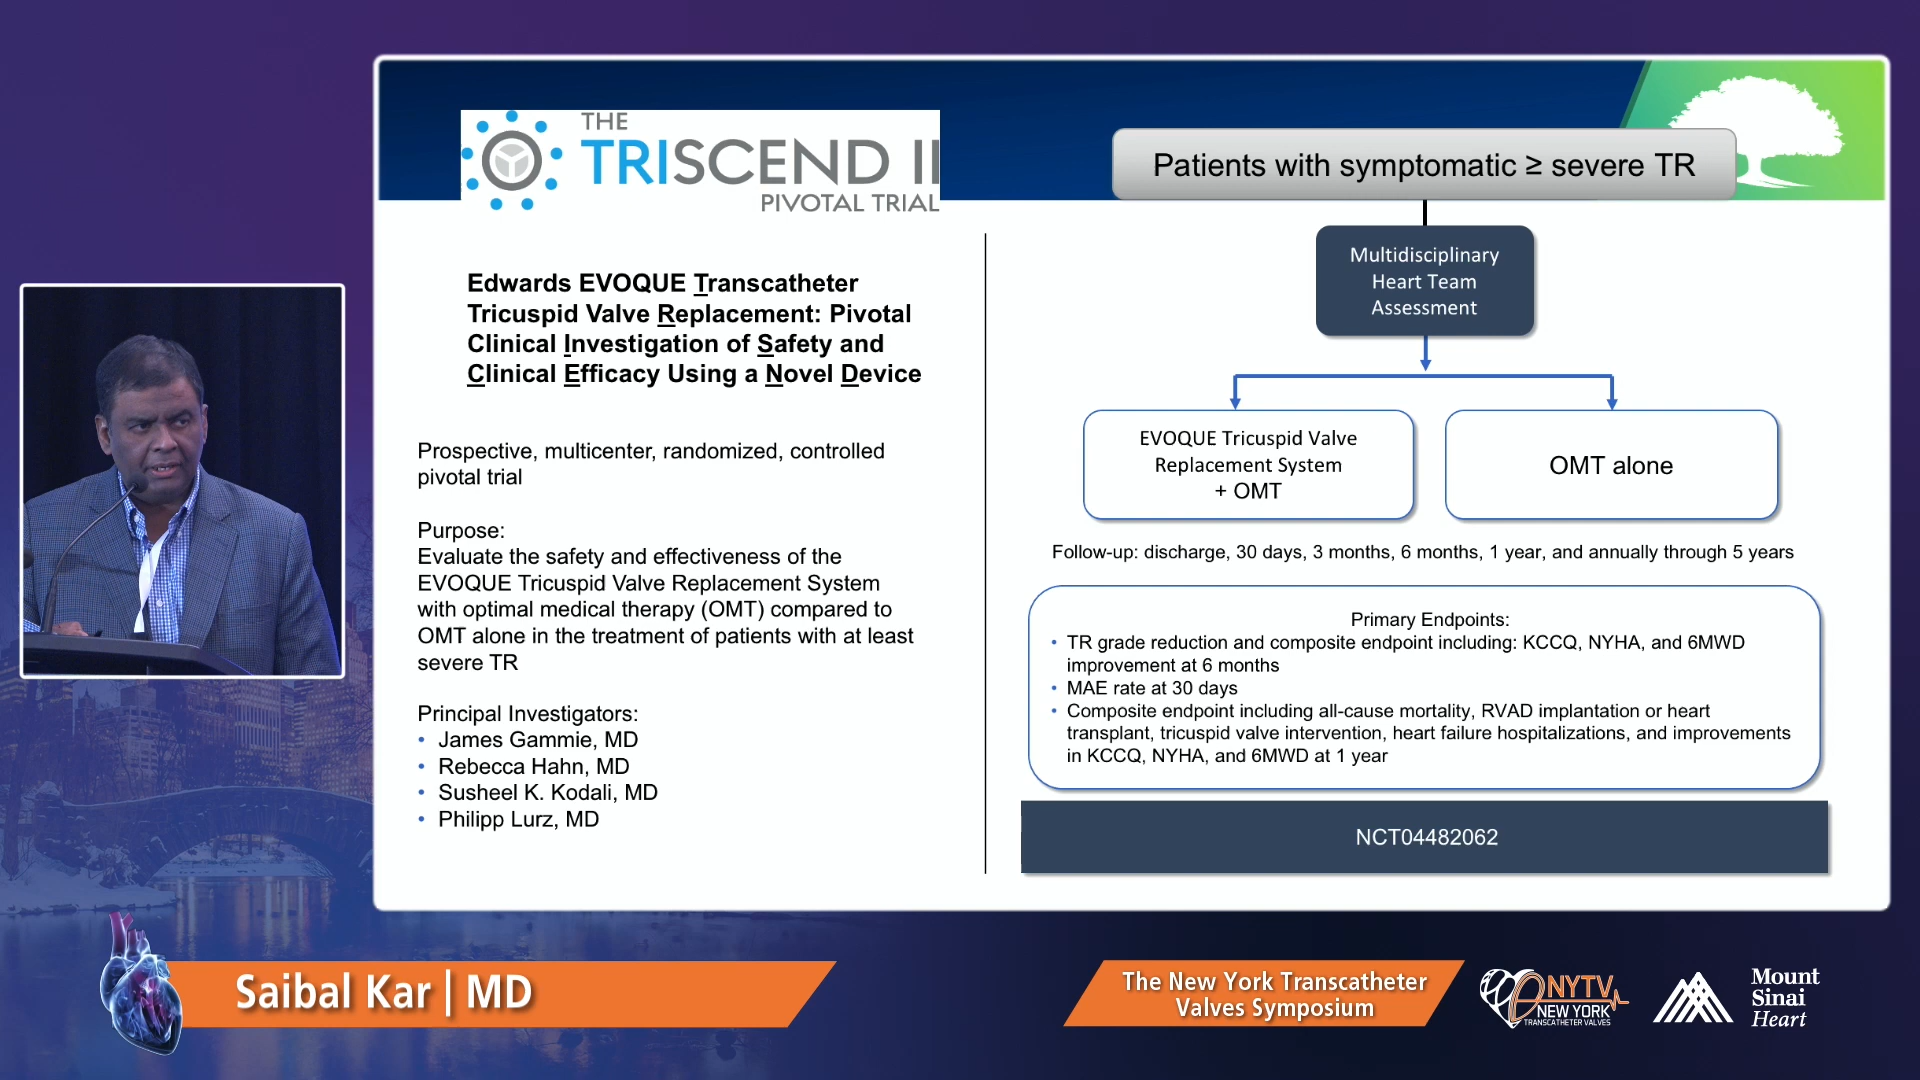 THE
TRISCEND II
PIVOTAL TRIAL
Edwards EVOQUE Transcatheter
Tricuspid Valve Replacement: Pivotal
Clinical Investigation of Safety and
Clinical Efficacy Using a Novel Device
Prospective, multicenter, randomized, controlled
pivotal trial
Purpose:
Evaluate the safety and effectiveness of the
EVOQUE Tricuspid Valve Replacement System
with optimal medical therapy (OMT) compared to
OMT alone in the treatment of patients with at least
severe TR
Principal Investigators:
• James Gammie, MD
• Rebecca Hahn, MD
• Susheel K. Kodali, MD
• Philipp Lurz, MD
Patients with symptomatic ≥ severe TR
Multidisciplinary
Heart Team
Assessment
EVOQUE Tricuspid Valve
Replacement System
+ OMT
OMT alone
Follow-up: discharge, 30 days, 3 months, 6 months, 1 year, and annually through 5 years
Primary Endpoints:
• TR grade reduction and composite endpoint including: KCCQ, NYHA, and 6MWD
improvement at 6 months
• MAE rate at 30 days
• Composite endpoint including all-cause mortality, RVAD implantation or heart
transplant, tricuspid valve intervention, heart failure hospitalizations, and improvements
in KCCQ, NYHA, and 6MWD at 1 year
NCT04482062
Saibal Kar | MD
The New York Transcatheter
Valves Symposium
NYTV
NEW YORK
TRANSCATHETER VALVES
Mount
Sinai
Heart